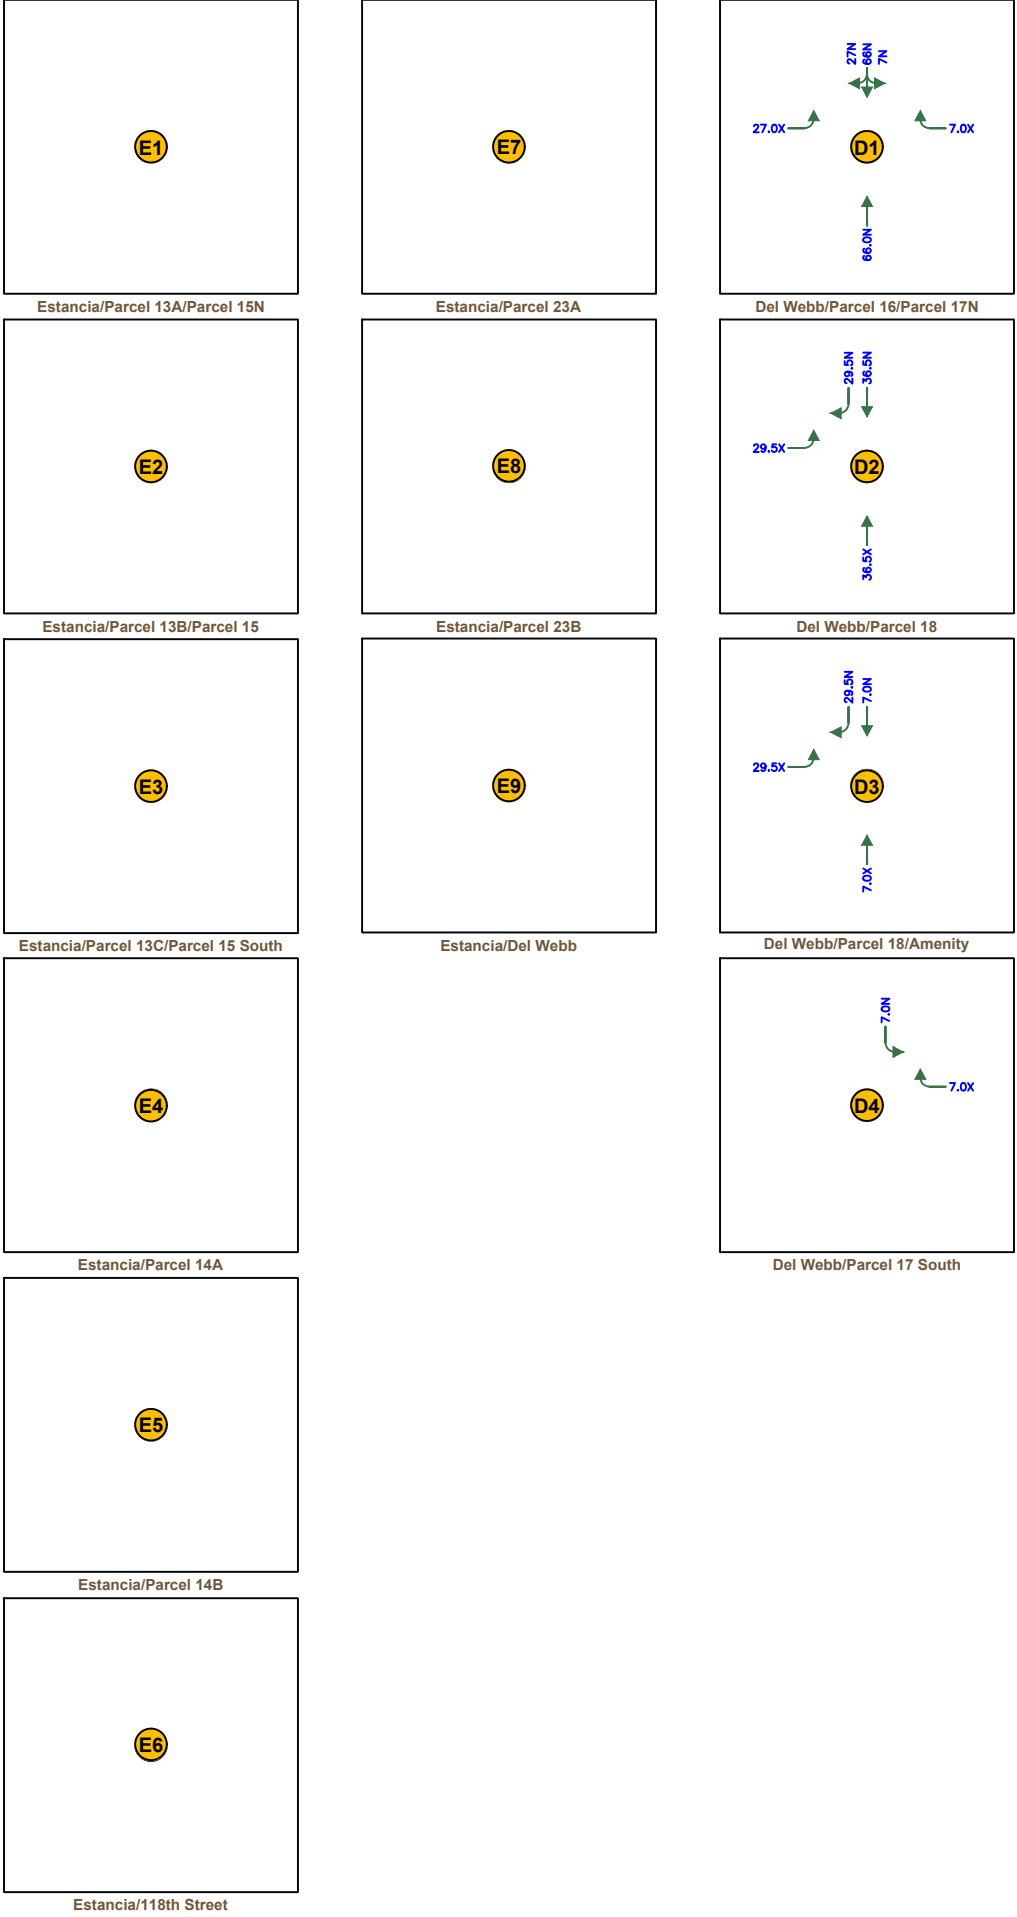 E1
Estancia/Parcel 13A/Parcel 15N
E7
Estancia/Parcel 23A
27N
66N
7N
27.0X
7.0X
D1
66.0N
Del Webb/Parcel 16/Parcel 17N
E2
Estancia/Parcel 13B/Parcel 15
E8
Estancia/Parcel 23B
29.5N
36.5N
29.5X
D2
36.5X
Del Webb/Parcel 18
E3
Estancia/Parcel 13C/Parcel 15 South
E9
Estancia/Del Webb
29.5N
7.0N
29.5X
D3
7.0X
Del Webb/Parcel 18/Amenity
E4
Estancia/Parcel 14A
7.0N
7.0X
D4
Del Webb/Parcel 17 South
E5
Estancia/Parcel 14B
E6
Estancia/118th Street